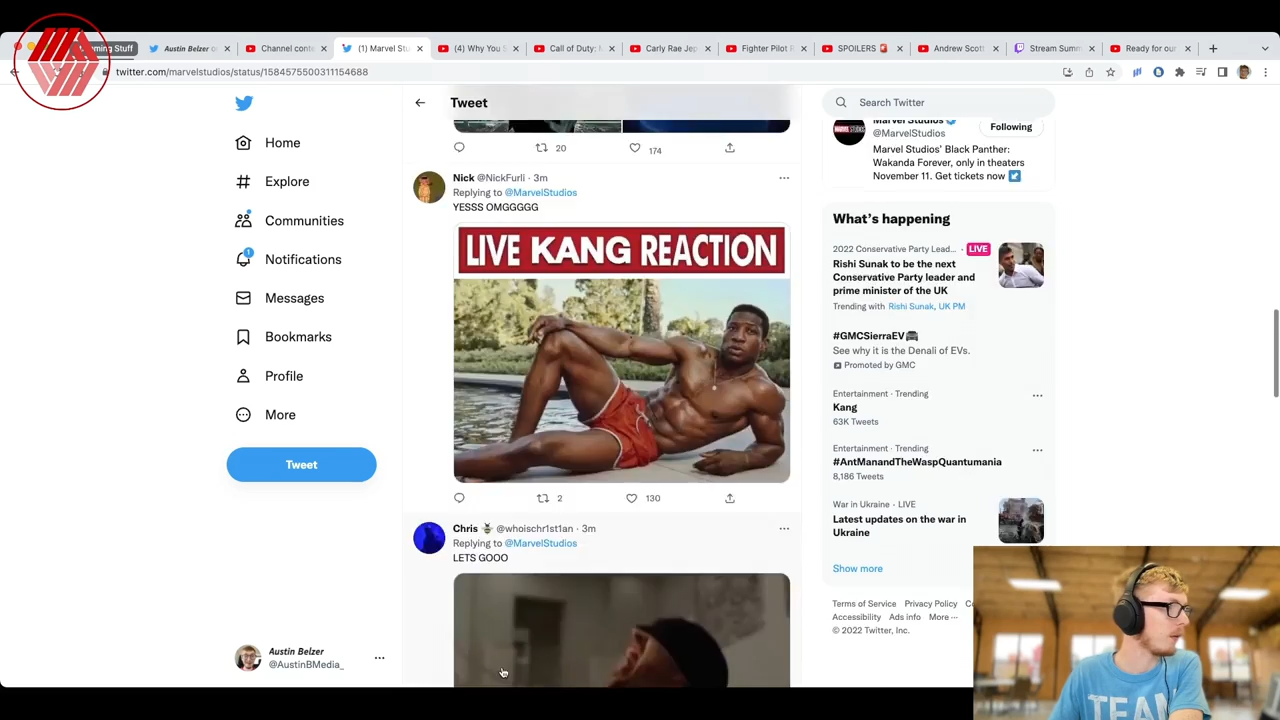 oming Stuff
Austin Belzer o
Channel conte
(1) Marvel Stu
(4) Why You S
Call of Duty: M
Carly Rae Jep
Fighter Pilot R
SPOILERS
Andrew Scott
Stream Summ
Ready for our
twitter.com/marvelstudios/status/1584575500311154688
Home
Explore
Communities
1
Notifications
Messages
Bookmarks
Profile
More
Tweet
Austin Belzer
@AustinBMedia_
Tweet
20
174
Nick @NickFurli · 3m
Replying to @MarvelStudios
YESSS OMGGGGG
LIVE KANG REACTION
2
130
Chris @whoischr1st1an · 3m
Replying to @MarvelStudios
LETS GOOO
Search Twitter
Marvel Studios
@MarvelStudios
Following
Marvel Studios' Black Panther:
Wakanda Forever, only in theaters
November 11. Get tickets now
What's happening
2022 Conservative Party Lead... · LIVE
Rishi Sunak to be the next
Conservative Party leader and
prime minister of the UK
Trending with Rishi Sunak, UK PM
#GMCSierraEV
See why it is the Denali of EVs.
Promoted by GMC
Entertainment · Trending
Kang
63K Tweets
Entertainment · Trending
#AntManandTheWaspQuantumania
8,186 Tweets
War in Ukraine · LIVE
Latest updates on the war in
Ukraine
Show more
Terms of Service Privacy Policy
Accessibility Ads info More ···
© 2022 Twitter, Inc.
TEAM